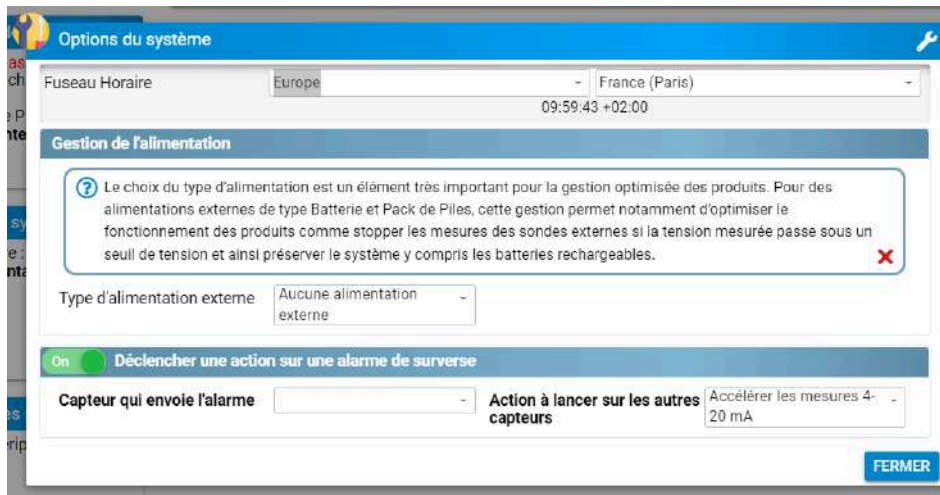 Options du système
Fuseau Horaire
Europe
France (Paris)
09:59:43 +02:00
Gestion de l'alimentation
Le choix du type d'alimentation est un élément très important pour la gestion optimisée des produits. Pour des
alimentations externes de type Batterie et Pack de Piles, cette gestion permet notamment d'optimiser le
fonctionnement des produits comme stopper les mesures des sondes externes si la tension mesurée passe sous un
seuil de tension et ainsi préserver le système y compris les batteries rechargeables.
Type d'alimentation externe
Aucune alimentation
externe
On
Déclencher une action sur une alarme de surverse
Capteur qui envoie l'alarme
Action à lancer sur les autres
capteurs
Accélérer les mesures 4-
20 mA
FERMER